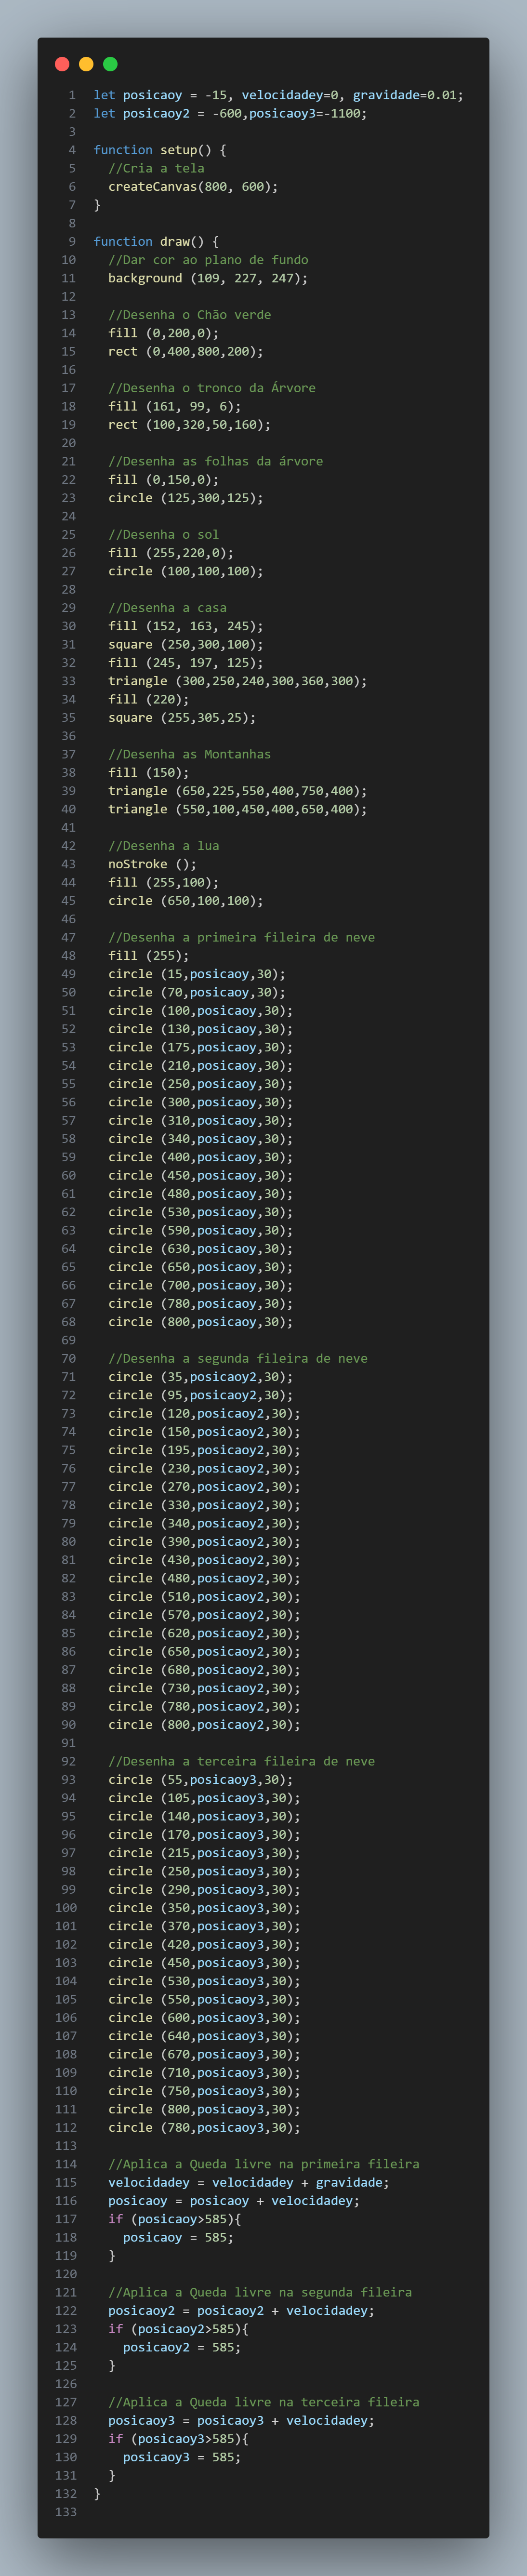 1 let posicaoy = -15, velocidadey=0, gravidade=0.01;
2 let posicaoy2 = -600,posicaoy3=-1100;
3
4 function setup() {
5   //Cria a tela
6   createCanvas(800, 600);
7 }
8
9 function draw() {
10   //Dar cor ao plano de fundo
11   background (109, 227, 247);
12
13   //Desenha o Chão verde
14   fill (0,200,0);
15   rect (0,400,800,200);
16
17   //Desenha o tronco da Árvore
18   fill (161, 99, 6);
19   rect (100,320,50,160);
20
21   //Desenha as folhas da árvore
22   fill (0,150,0);
23   circle (125,300,125);
24
25   //Desenha o sol
26   fill (255,220,0);
27   circle (100,100,100);
28
29   //Desenha a casa
30   fill (152, 163, 245);
31   square (250,300,100);
32   fill (245, 197, 125);
33   triangle (300,250,240,300,360,300);
34   fill (220);
35   square (255,305,25);
36
37   //Desenha as Montanhas
38   fill (150);
39   triangle (650,225,550,400,750,400);
40   triangle (550,100,450,400,650,400);
41
42   //Desenha a lua
43   noStroke ();
44   fill (255,100);
45   circle (650,100,100);
46
47   //Desenha a primeira fileira de neve
48   fill (255);
49   circle (15,posicaoy,30);
50   circle (70,posicaoy,30);
51   circle (100,posicaoy,30);
52   circle (130,posicaoy,30);
53   circle (175,posicaoy,30);
54   circle (210,posicaoy,30);
55   circle (250,posicaoy,30);
56   circle (300,posicaoy,30);
57   circle (310,posicaoy,30);
58   circle (340,posicaoy,30);
59   circle (400,posicaoy,30);
60   circle (450,posicaoy,30);
61   circle (480,posicaoy,30);
62   circle (530,posicaoy,30);
63   circle (590,posicaoy,30);
64   circle (630,posicaoy,30);
65   circle (650,posicaoy,30);
66   circle (700,posicaoy,30);
67   circle (780,posicaoy,30);
68   circle (800,posicaoy,30);
69
70   //Desenha a segunda fileira de neve
71   circle (35,posicaoy2,30);
72   circle (95,posicaoy2,30);
73   circle (120,posicaoy2,30);
74   circle (150,posicaoy2,30);
75   circle (195,posicaoy2,30);
76   circle (230,posicaoy2,30);
77   circle (270,posicaoy2,30);
78   circle (330,posicaoy2,30);
79   circle (340,posicaoy2,30);
80   circle (390,posicaoy2,30);
81   circle (430,posicaoy2,30);
82   circle (480,posicaoy2,30);
83   circle (510,posicaoy2,30);
84   circle (570,posicaoy2,30);
85   circle (620,posicaoy2,30);
86   circle (650,posicaoy2,30);
87   circle (680,posicaoy2,30);
88   circle (730,posicaoy2,30);
89   circle (780,posicaoy2,30);
90   circle (800,posicaoy2,30);
91
92   //Desenha a terceira fileira de neve
93   circle (55,posicaoy3,30);
94   circle (105,posicaoy3,30);
95   circle (140,posicaoy3,30);
96   circle (170,posicaoy3,30);
97   circle (215,posicaoy3,30);
98   circle (250,posicaoy3,30);
99   circle (290,posicaoy3,30);
100   circle (350,posicaoy3,30);
101   circle (370,posicaoy3,30);
102   circle (420,posicaoy3,30);
103   circle (450,posicaoy3,30);
104   circle (530,posicaoy3,30);
105   circle (550,posicaoy3,30);
106   circle (600,posicaoy3,30);
107   circle (640,posicaoy3,30);
108   circle (670,posicaoy3,30);
109   circle (710,posicaoy3,30);
110   circle (750,posicaoy3,30);
111   circle (800,posicaoy3,30);
112   circle (780,posicaoy3,30);
113
114   //Aplica a Queda livre na primeira fileira
115   velocidadey = velocidadey + gravidade;
116   posicaoy = posicaoy + velocidadey;
117   if (posicaoy>585){
118     posicaoy = 585;
119   }
120
121   //Aplica a Queda livre na segunda fileira
122   posicaoy2 = posicaoy2 + velocidadey;
123   if (posicaoy2>585){
124     posicaoy2 = 585;
125   }
126
127   //Aplica a Queda livre na terceira fileira
128   posicaoy3 = posicaoy3 + velocidadey;
129   if (posicaoy3>585){
130     posicaoy3 = 585;
131   }
132 }
133